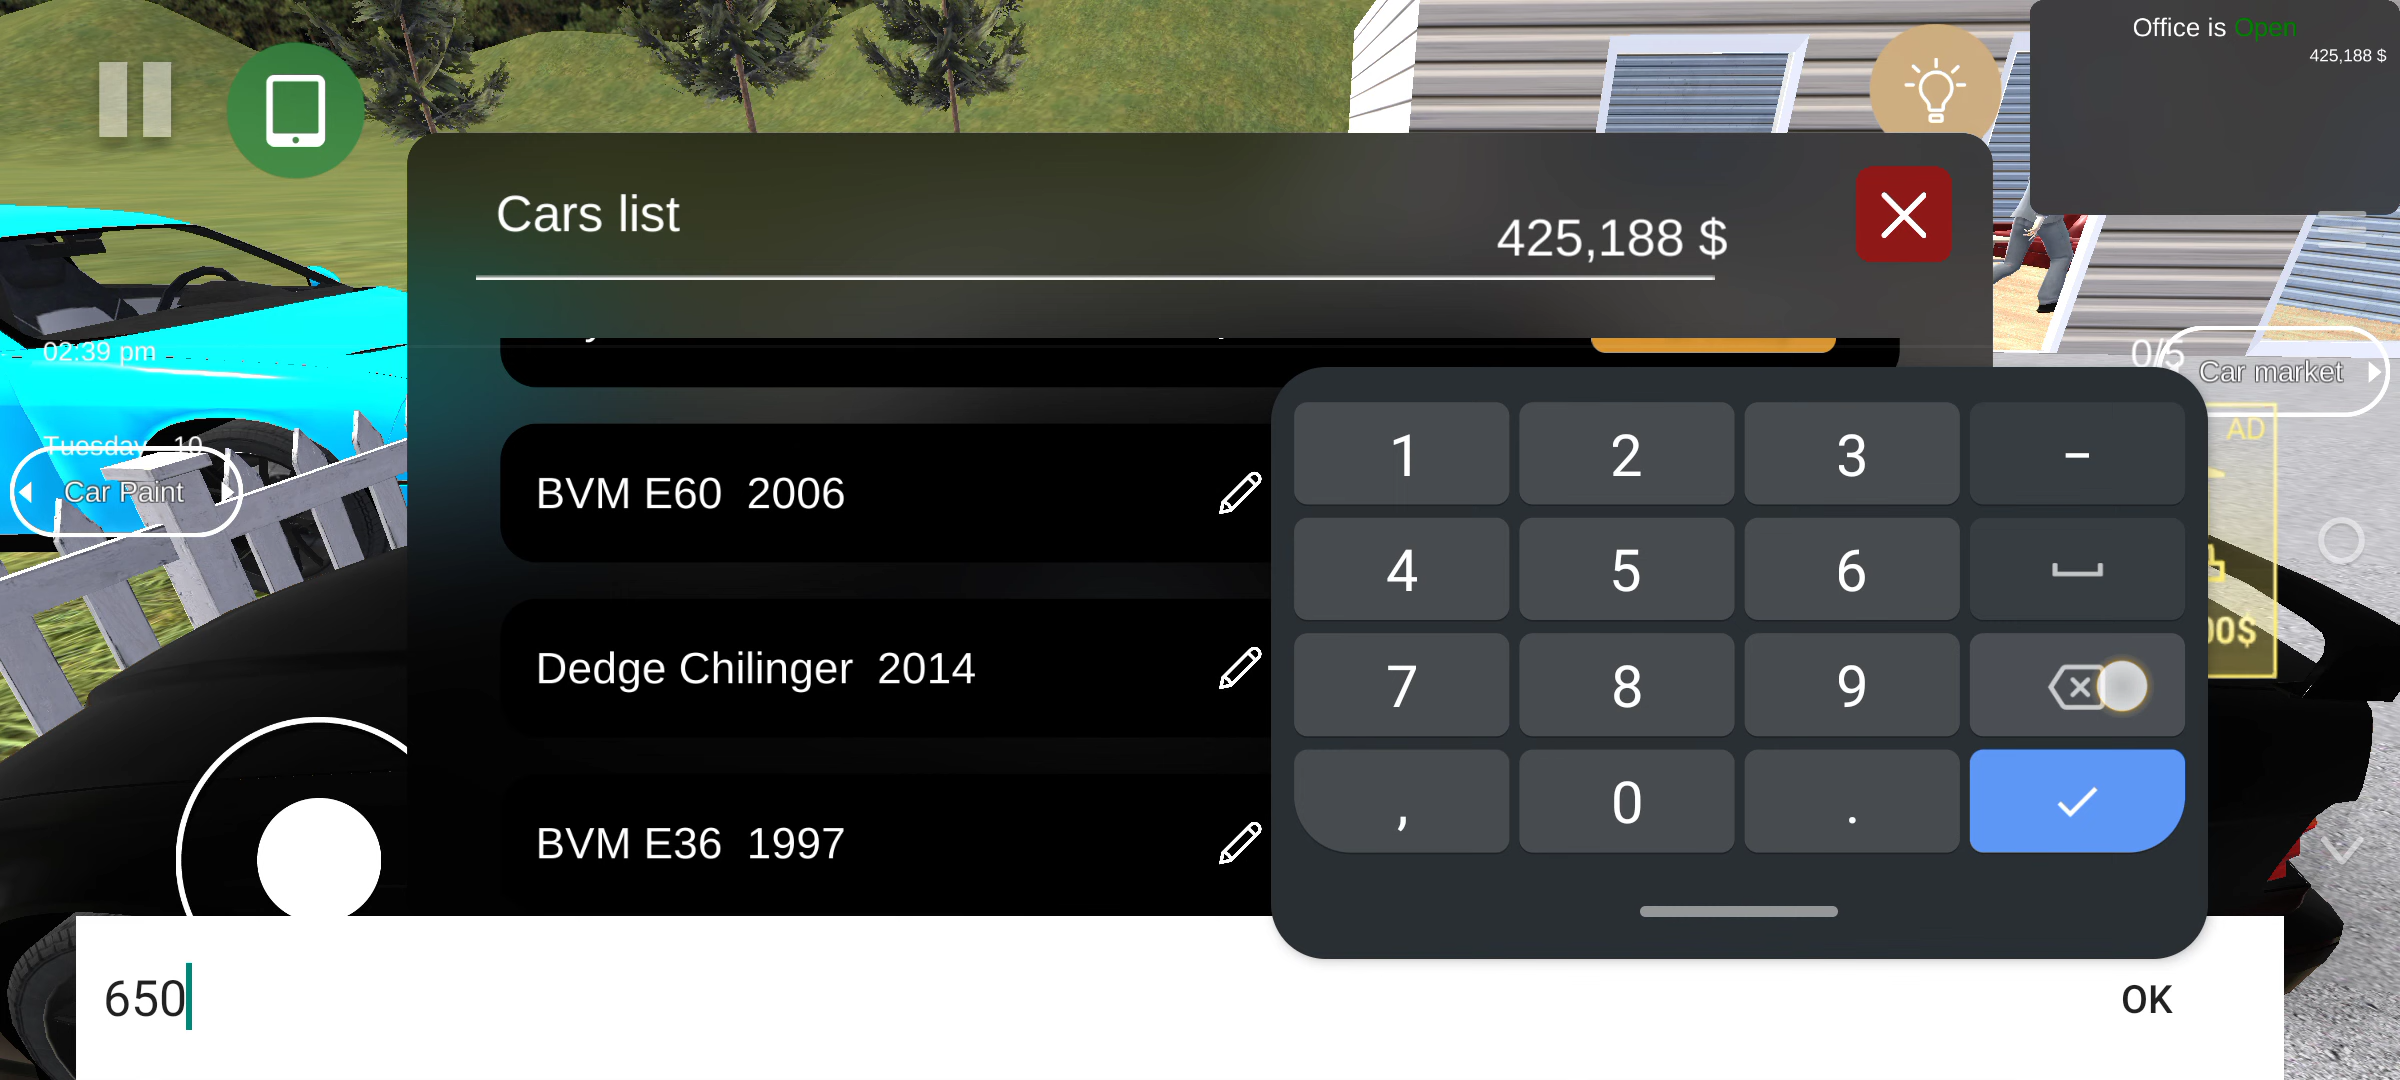 Office is Open
425,188 $
Cars list
425,188 $
02:39 pm
0/5
Car market
Tuesday 10
Car Paint
AD
BVM E60 2006
Dedge Chilinger 2014
BVM E36 1997
1 2 3 –
4 5 6
7 8 9
, 0 .
650
OK